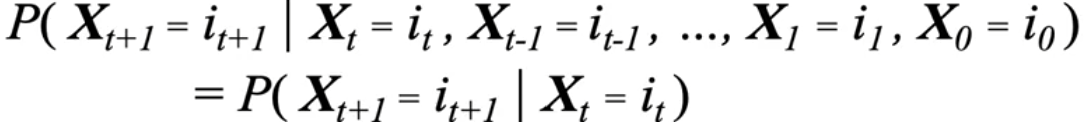 P( X_{t+1} = i_{t+1} | X_t = i_t , X_{t-1} = i_{t-1}, ..., X_1 = i_1 , X_0 = i_0 )
= P( X_{t+1} = i_{t+1} | X_t = i_t )